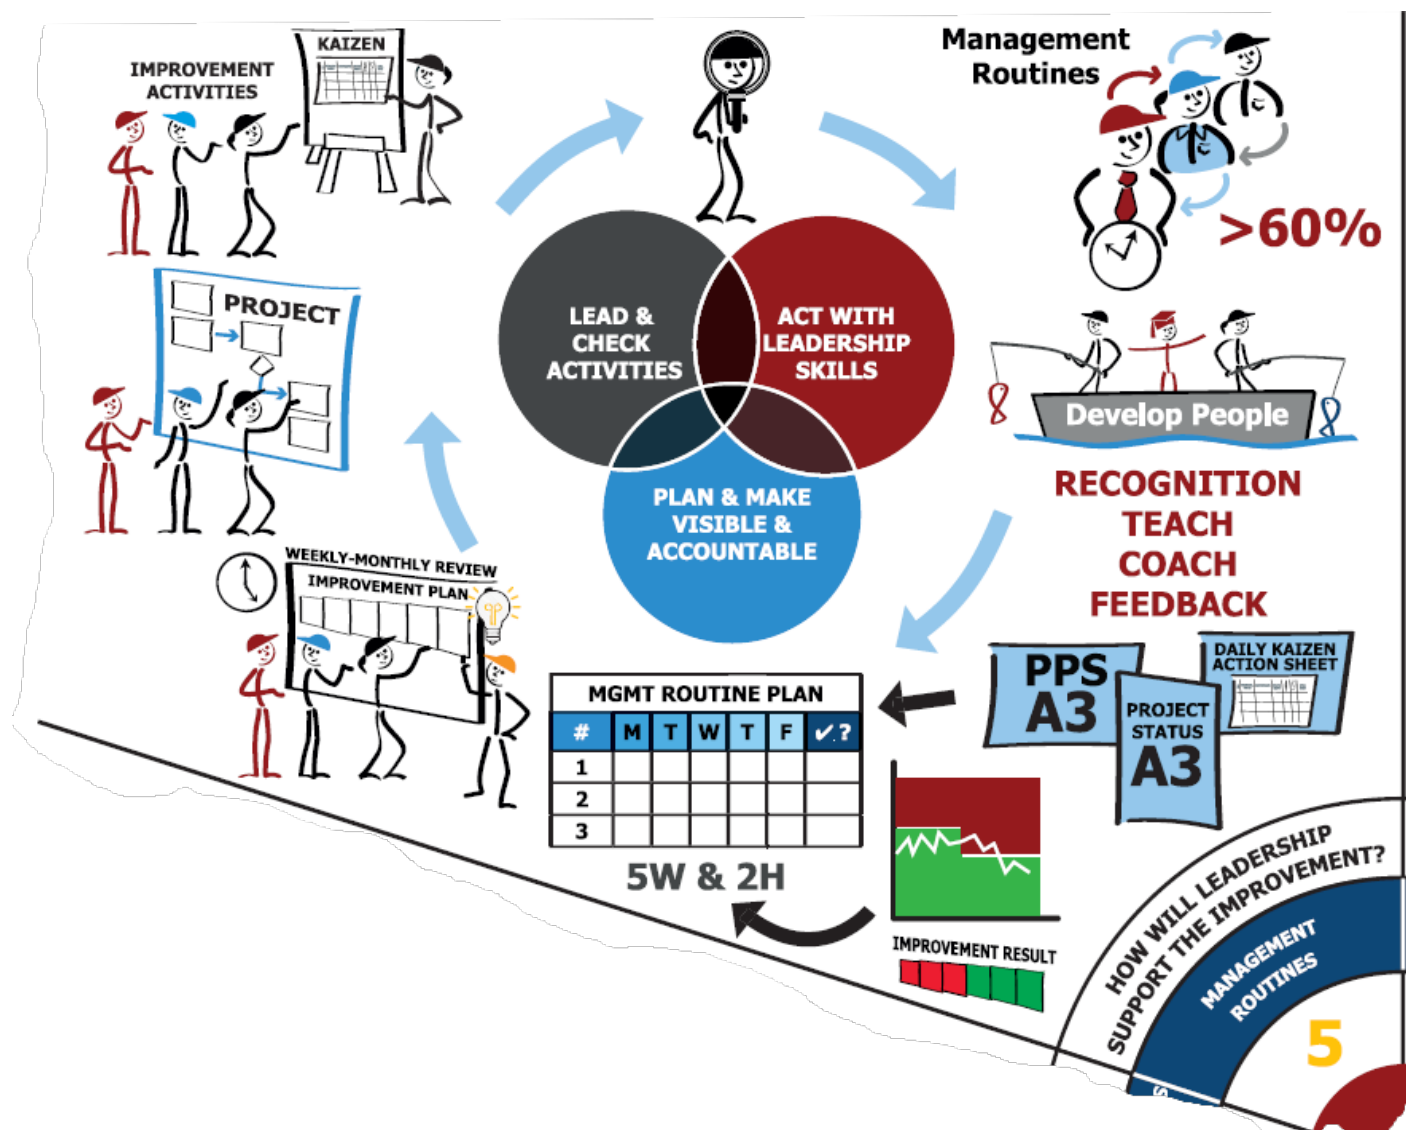 IMPROVEMENT
ACTIVITIES
KAIZEN
Management
Routines
>60%
PROJECT
LEAD &
CHECK
ACTIVITIES
ACT WITH
LEADERSHIP
SKILLS
PLAN & MAKE
VISIBLE &
ACCOUNTABLE
Develop People
RECOGNITION
TEACH
COACH
FEEDBACK
WEEKLY-MONTHLY REVIEW
IMPROVEMENT PLAN
MGMT ROUTINE PLAN
# M T W T F ✓.?
1
2
3
5W & 2H
PPS
A3
PROJECT
STATUS
A3
DAILY KAIZEN
ACTION SHEET
IMPROVEMENT RESULT
HOW WILL LEADERSHIP
SUPPORT THE IMPROVEMENT?
MANAGEMENT
ROUTINES
5
S